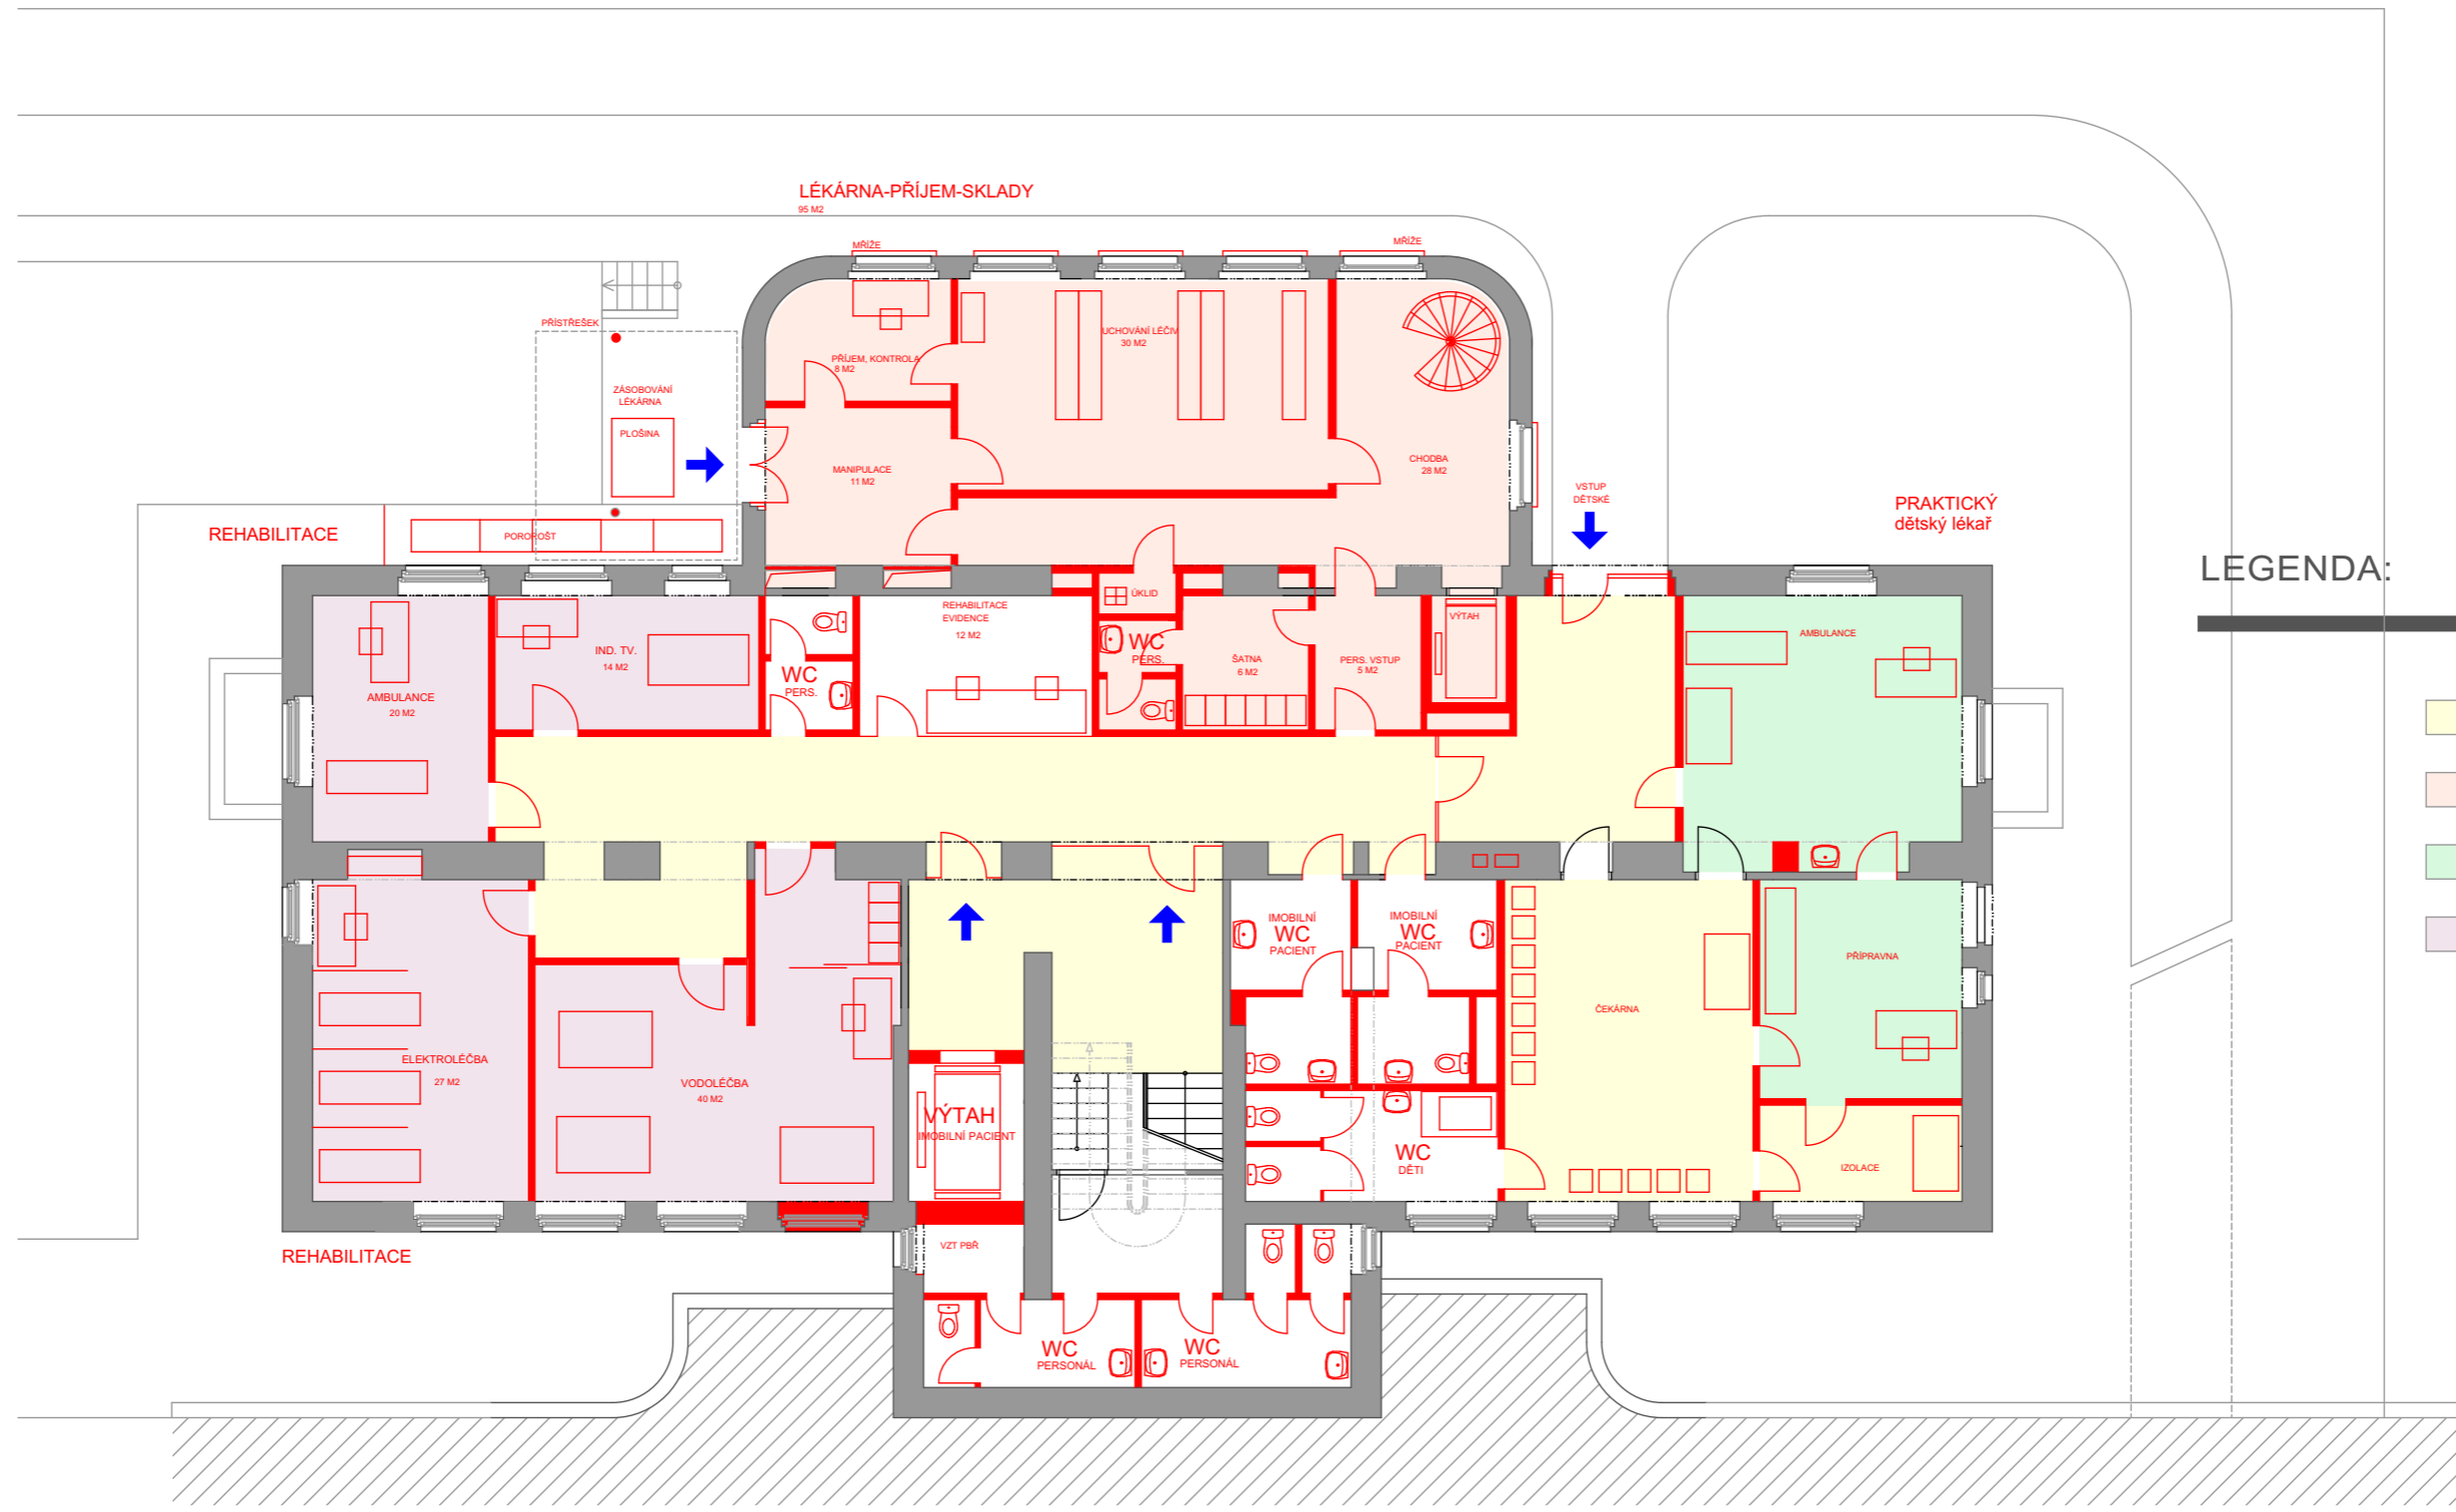 LÉKÁRNA-PŘÍJEM-SKLADY
95 M2
MŘÍŽE
MŘÍŽE
PŘÍSTŘEŠEK
UCHOVÁNÍ LÉČIV
30 M2
PŘÍJEM, KONTROLA
8 M2
ZÁSOBOVÁNÍ
LÉKÁRNA
PLOŠINA
MANIPULACE
11 M2
CHODBA
28 M2
VSTUP
DĚTSKÉ
PRAKTICKÝ
dětský lékař
REHABILITACE
POROROŠT
LEGENDA:
ÚKLID
REHABILITACE
EVIDENCE
12 M2
VÝTAH
AMBULANCE
IND. TV.
14 M2
WC
PERS.
WC
PERS.
ŠATNA
6 M2
PERS. VSTUP
5 M2
AMBULANCE
20 M2
IMOBILNÍ
WC
PACIENT
IMOBILNÍ
WC
PACIENT
PŘÍPRAVNA
ČEKÁRNA
ELEKTROLÉČBA
27 M2
VODOLÉČBA
40 M2
VÝTAH
IMOBILNÍ PACIENT
WC
DĚTI
IZOLACE
REHABILITACE
VZT PBŘ
WC
PERSONÁL
WC
PERSONÁL